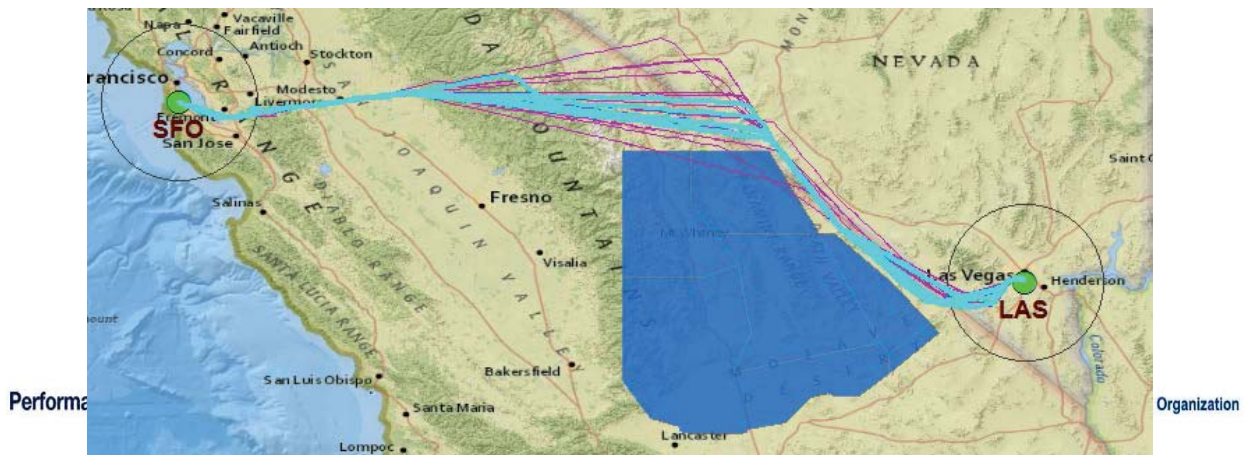 Napa
Vacaville
Fairfield
Concord
Antioch
Stockton
rancisco
Modesto
Livermor
Fremont
SFO
San Jose
NEVADA
Salinas
Fresno
Visalia
JOAQUIN VALLEY
DIABLO RANGE
SANTA LUCIA RANGE
Mt Whitney
Saint G
Las Vegas
Henderson
LAS
Colorado
ount
San Luis Obispo
Bakersfield
Performa
Organization
Santa Maria
Lancaster
Lompoc